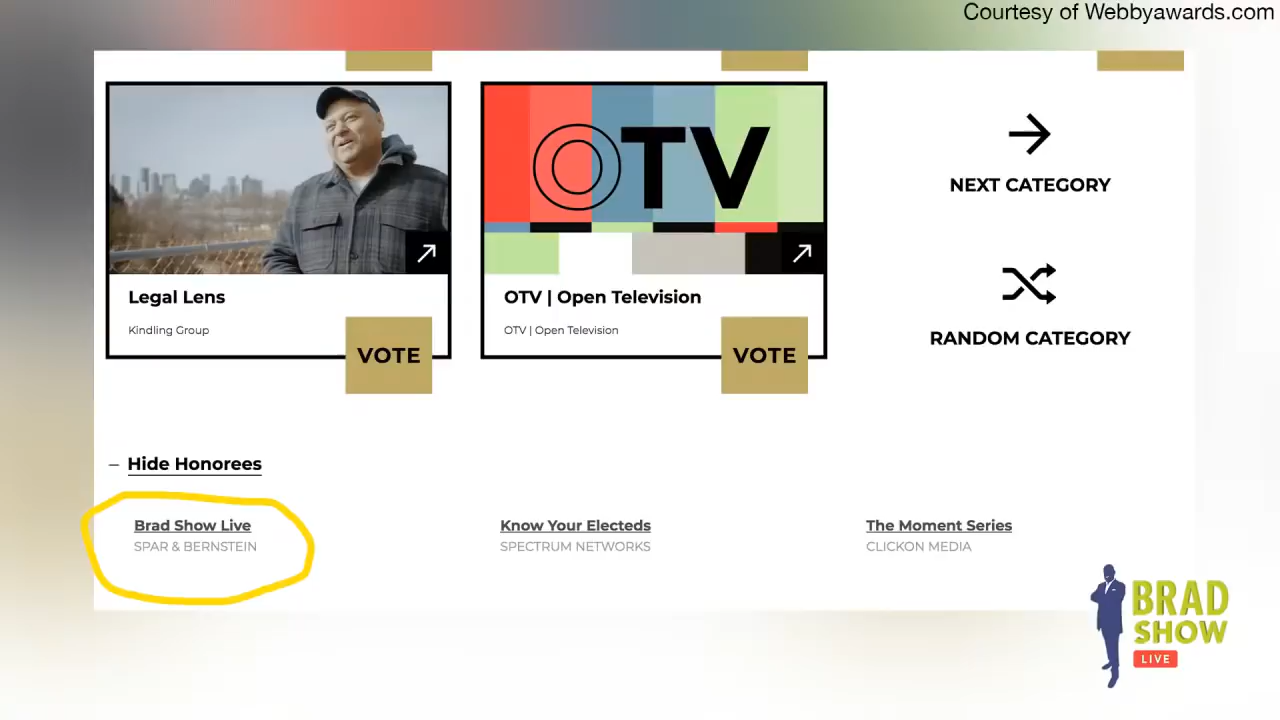 Courtesy of Webbyawards.com
OTV
NEXT CATEGORY
RANDOM CATEGORY
Legal Lens
Kindling Group
VOTE
OTV | Open Television
OTV | Open Television
VOTE
Hide Honorees
Brad Show Live
SPAR & BERNSTEIN
Know Your Electeds
SPECTRUM NETWORKS
The Moment Series
CLICKON MEDIA
BRAD
SHOW
LIVE